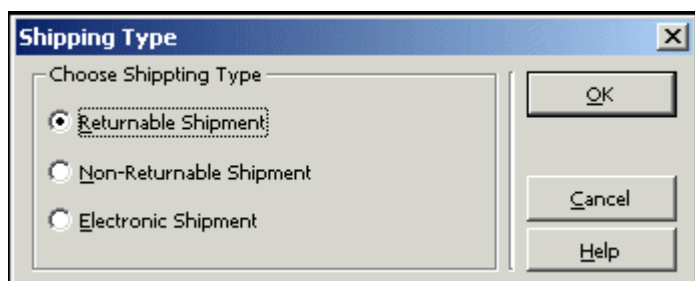 Shipping Type
Choose Shippting Type
Returnable Shipment
Non-Returnable Shipment
Electronic Shipment
OK
Cancel
Help